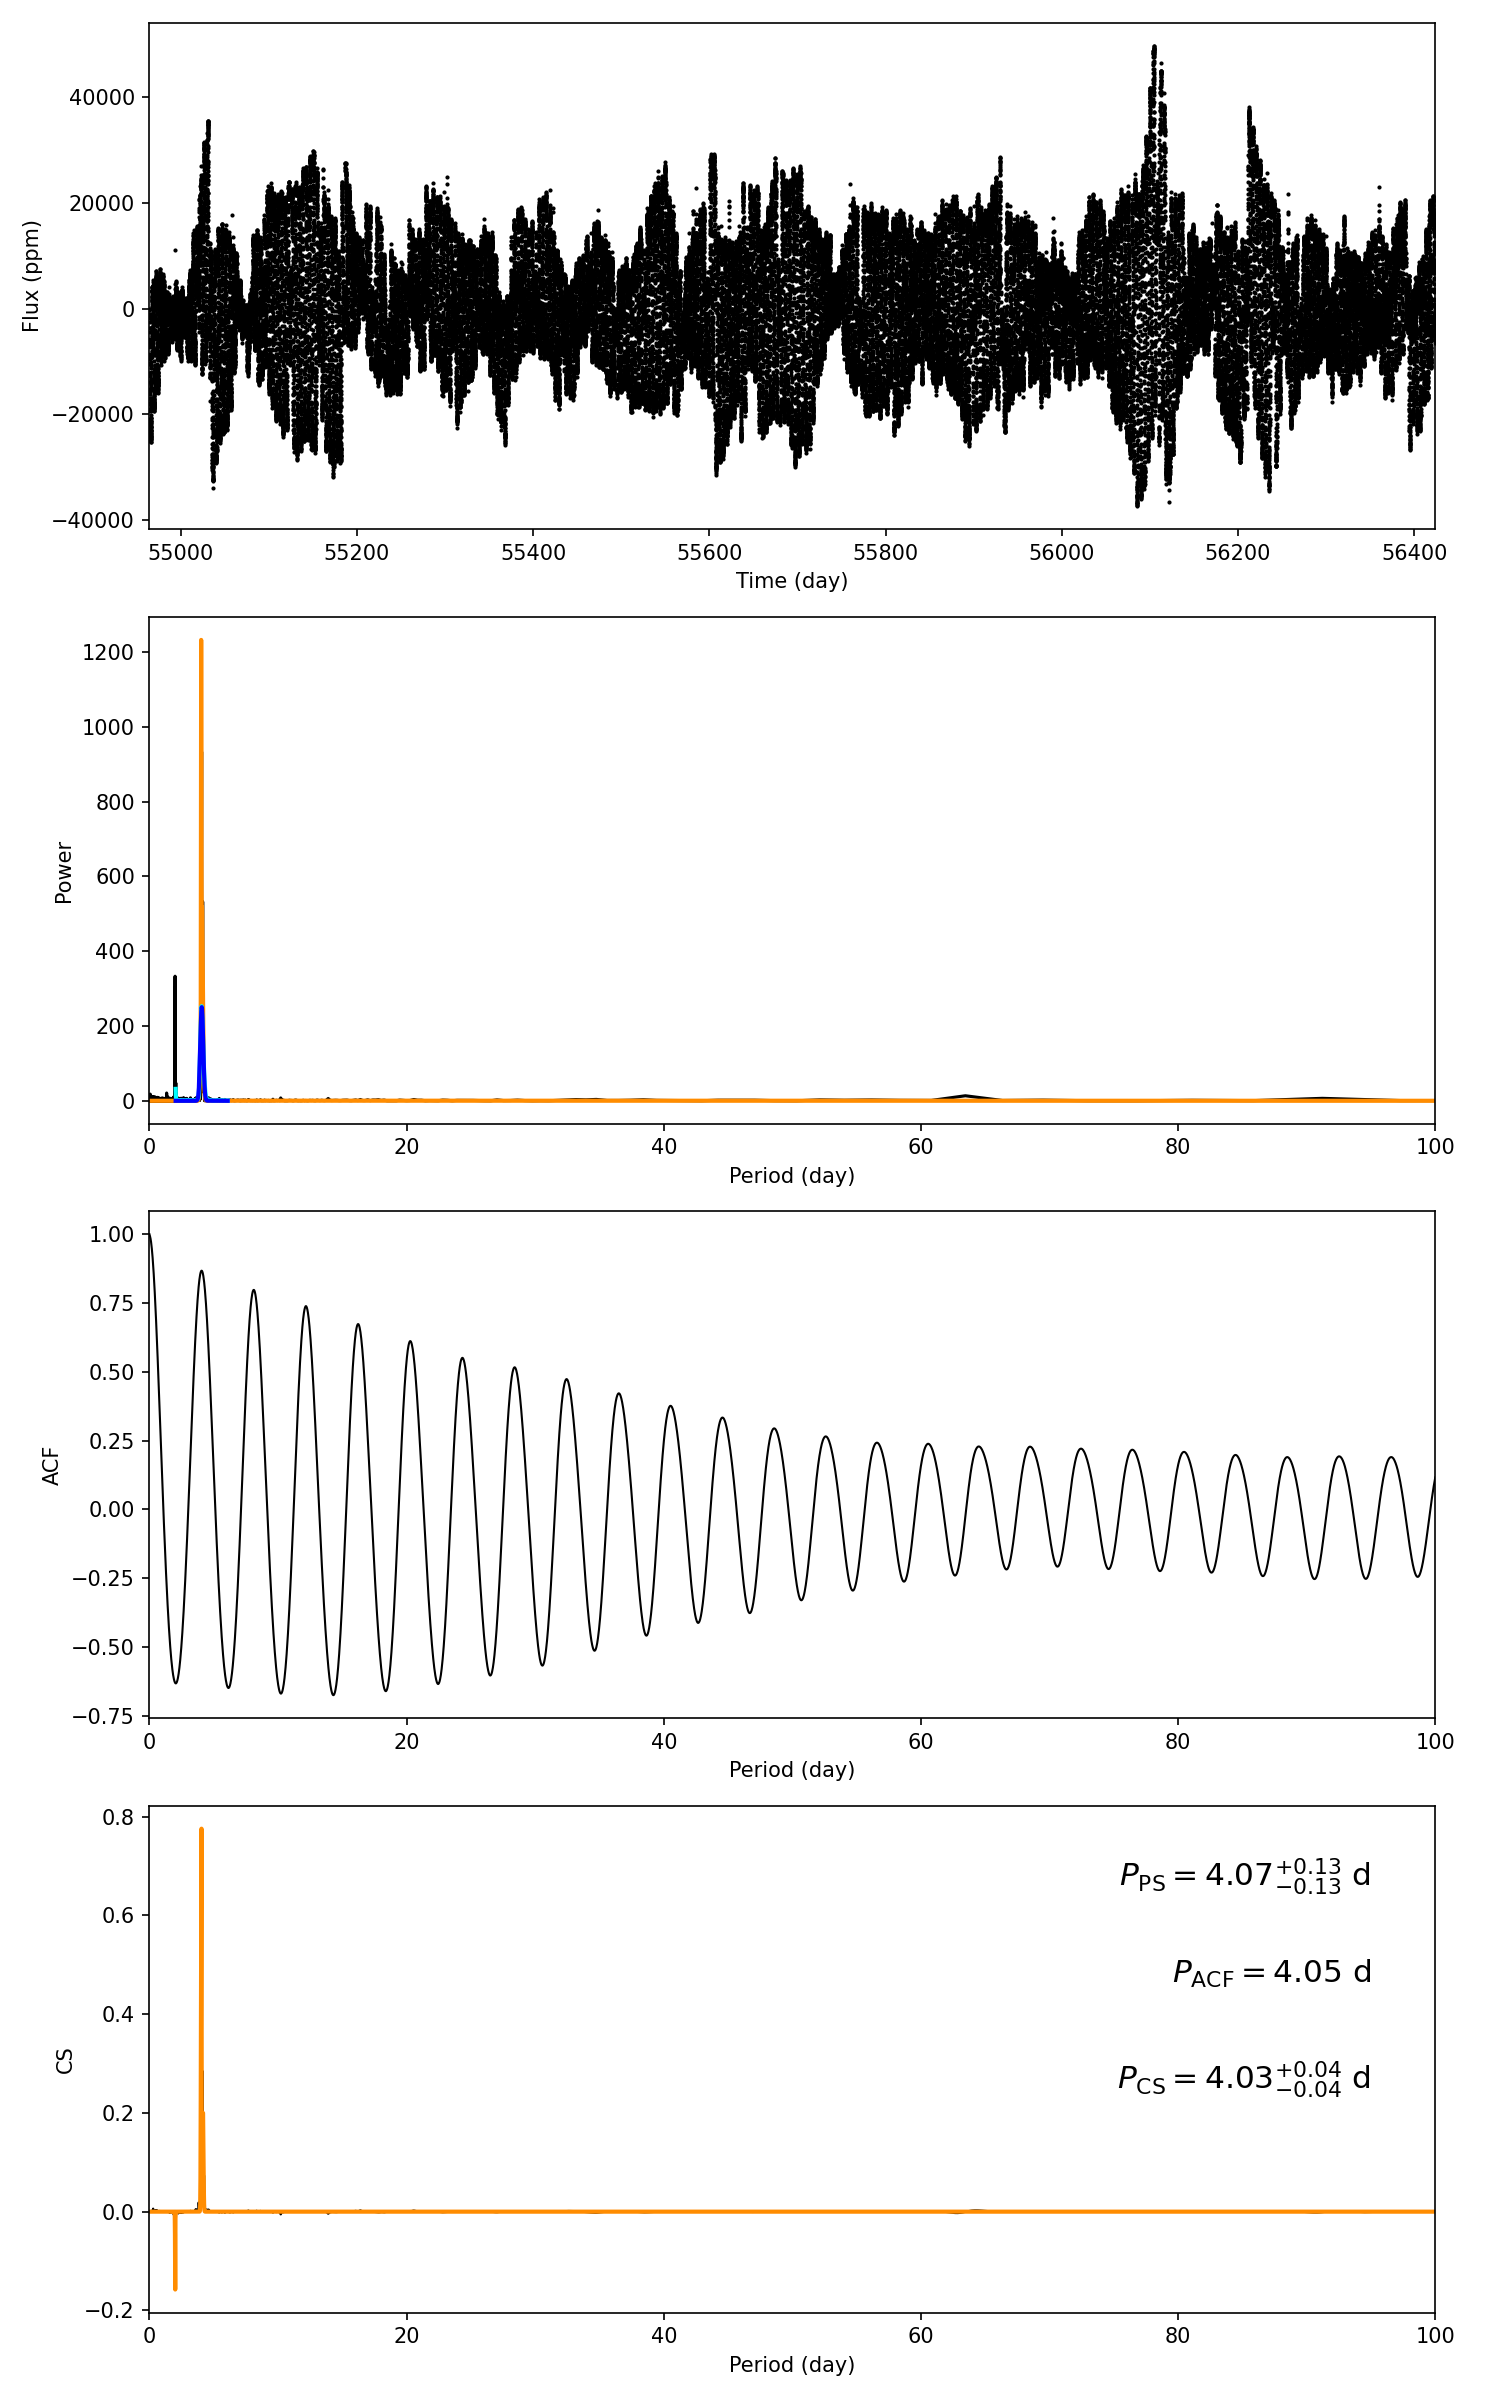 40000
20000
0
−20000
−40000
Flux (ppm)
55000 55200 55400 55600 55800 56000 56200 56400
Time (day)
1200
1000
800
600
400
200
0
Power
0 20 40 60 80 100
Period (day)
1.00
0.75
0.50
0.25
0.00
−0.25
−0.50
−0.75
ACF
0 20 40 60 80 100
Period (day)
0.8
0.6
0.4
0.2
0.0
−0.2
CS
P_PS = 4.07^{+0.13}_{−0.13} d
P_ACF = 4.05 d
P_CS = 4.03^{+0.04}_{−0.04} d
0 20 40 60 80 100
Period (day)